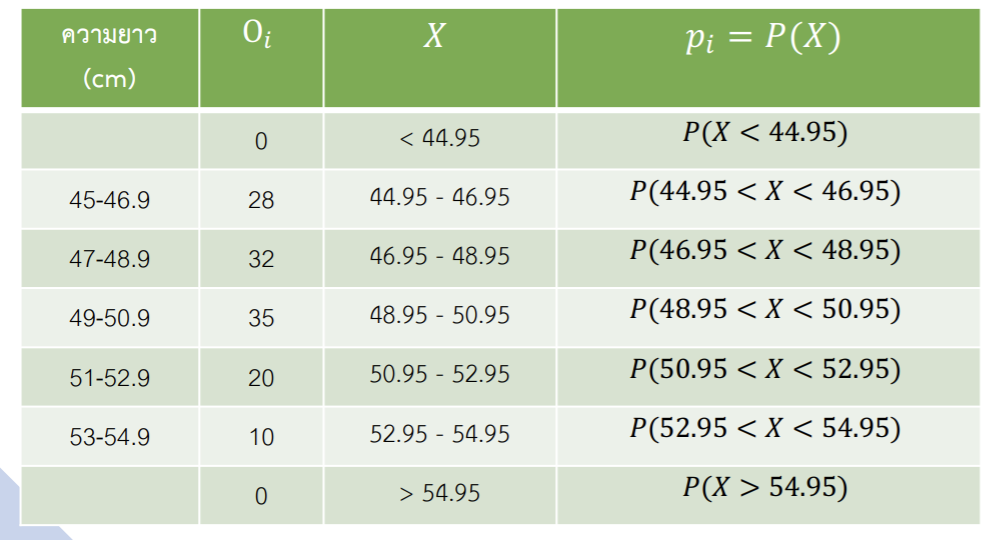 ความยาว (cm) O𝑖 𝑋 𝑝𝑖 = 𝑃(𝑋)
0 < 44.95 𝑃(𝑋 < 44.95)
45-46.9 28 44.95 - 46.95 𝑃(44.95 < 𝑋 < 46.95)
47-48.9 32 46.95 - 48.95 𝑃(46.95 < 𝑋 < 48.95)
49-50.9 35 48.95 - 50.95 𝑃(48.95 < 𝑋 < 50.95)
51-52.9 20 50.95 - 52.95 𝑃(50.95 < 𝑋 < 52.95)
53-54.9 10 52.95 - 54.95 𝑃(52.95 < 𝑋 < 54.95)
0 > 54.95 𝑃(𝑋 > 54.95)